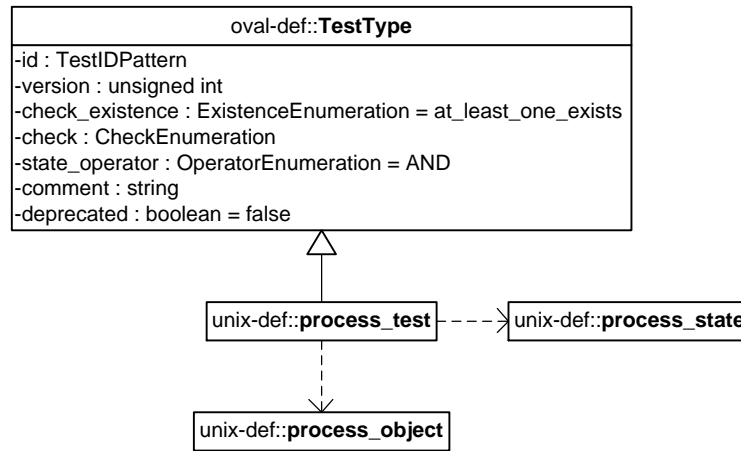 oval-def::TestType
-id : TestIDPattern
-version : unsigned int
-check_existence : ExistenceEnumeration = at_least_one_exists
-check : CheckEnumeration
-state_operator : OperatorEnumeration = AND
-comment : string
-deprecated : boolean = false
unix-def::process_test
unix-def::process_state
unix-def::process_object